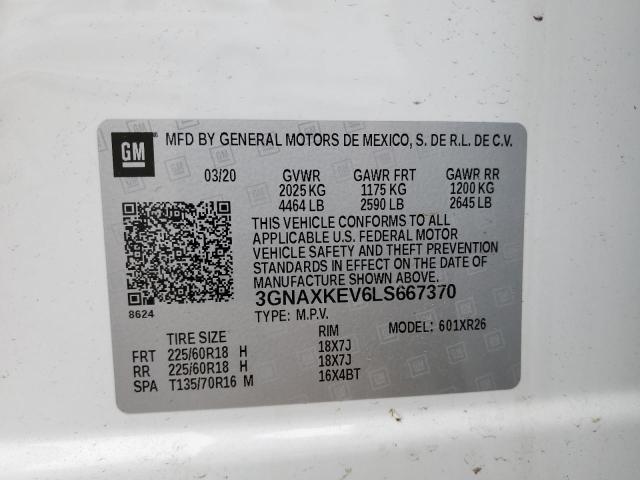 GM MFD BY GENERAL MOTORS DE MEXICO, S. DE R.L. DE C.V.
03/20 GVWR GAWR FRT GAWR RR
2025 KG 1175 KG 1200 KG
4464 LB 2590 LB 2645 LB
THIS VEHICLE CONFORMS TO ALL
APPLICABLE U.S. FEDERAL MOTOR
VEHICLE SAFETY AND THEFT PREVENTION
STANDARDS IN EFFECT ON THE DATE OF
MANUFACTURE SHOWN ABOVE.
3GNAXKEV6LS667370
8624 TYPE: M.P.V. MODEL: 601XR26
TIRE SIZE RIM
FRT 225/60R18 H 18X7J
RR 225/60R18 H 18X7J
SPA T135/70R16 M 16X4BT